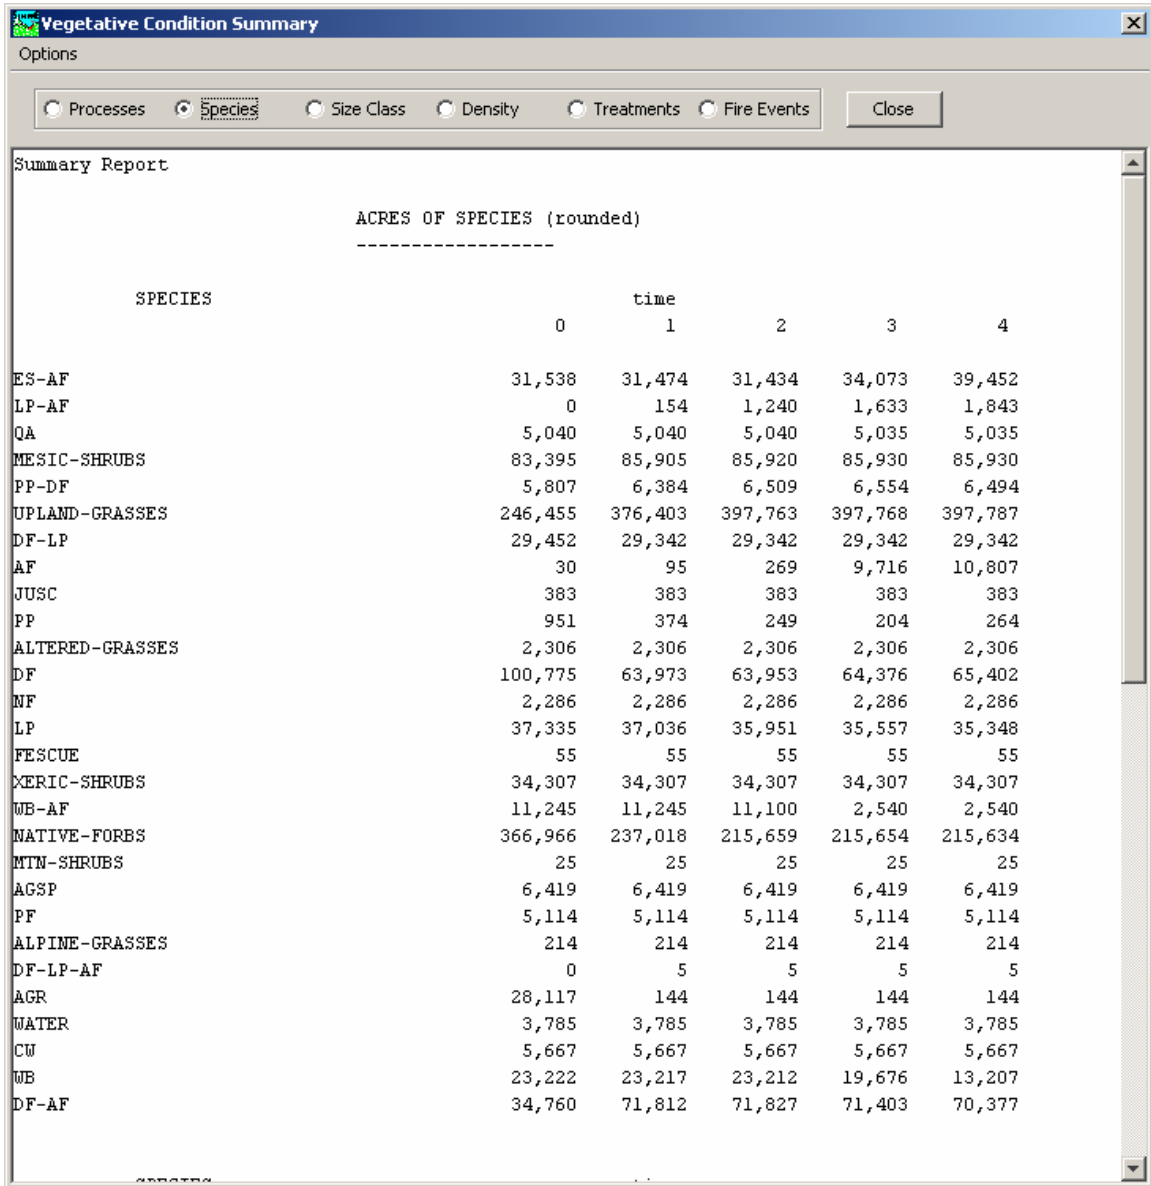 Vegetative Condition Summary
Options
Processes Species Size Class Density Treatments Fire Events Close
Summary Report
ACRES OF SPECIES (rounded)
------------------
SPECIES time
0 1 2 3 4
ES-AF 31,538 31,474 31,434 34,073 39,452
LP-AF 0 154 1,240 1,633 1,843
QA 5,040 5,040 5,040 5,035 5,035
MESIC-SHRUBS 83,395 85,905 85,920 85,930 85,930
PP-DF 5,807 6,384 6,509 6,554 6,494
UPLAND-GRASSES 246,455 376,403 397,763 397,768 397,787
DF-LP 29,452 29,342 29,342 29,342 29,342
AF 30 95 269 9,716 10,807
JUSC 383 383 383 383 383
PP 951 374 249 204 264
ALTERED-GRASSES 2,306 2,306 2,306 2,306 2,306
DF 100,775 63,973 63,953 64,376 65,402
NF 2,286 2,286 2,286 2,286 2,286
LP 37,335 37,036 35,951 35,557 35,348
FESCUE 55 55 55 55 55
XERIC-SHRUBS 34,307 34,307 34,307 34,307 34,307
WB-AF 11,245 11,245 11,100 2,540 2,540
NATIVE-FORBS 366,966 237,018 215,659 215,654 215,634
MTN-SHRUBS 25 25 25 25 25
AGSP 6,419 6,419 6,419 6,419 6,419
PF 5,114 5,114 5,114 5,114 5,114
ALPINE-GRASSES 214 214 214 214 214
DF-LP-AF 0 5 5 5 5
AGR 28,117 144 144 144 144
WATER 3,785 3,785 3,785 3,785 3,785
CW 5,667 5,667 5,667 5,667 5,667
WB 23,222 23,217 23,212 19,676 13,207
DF-AF 34,760 71,812 71,827 71,403 70,377